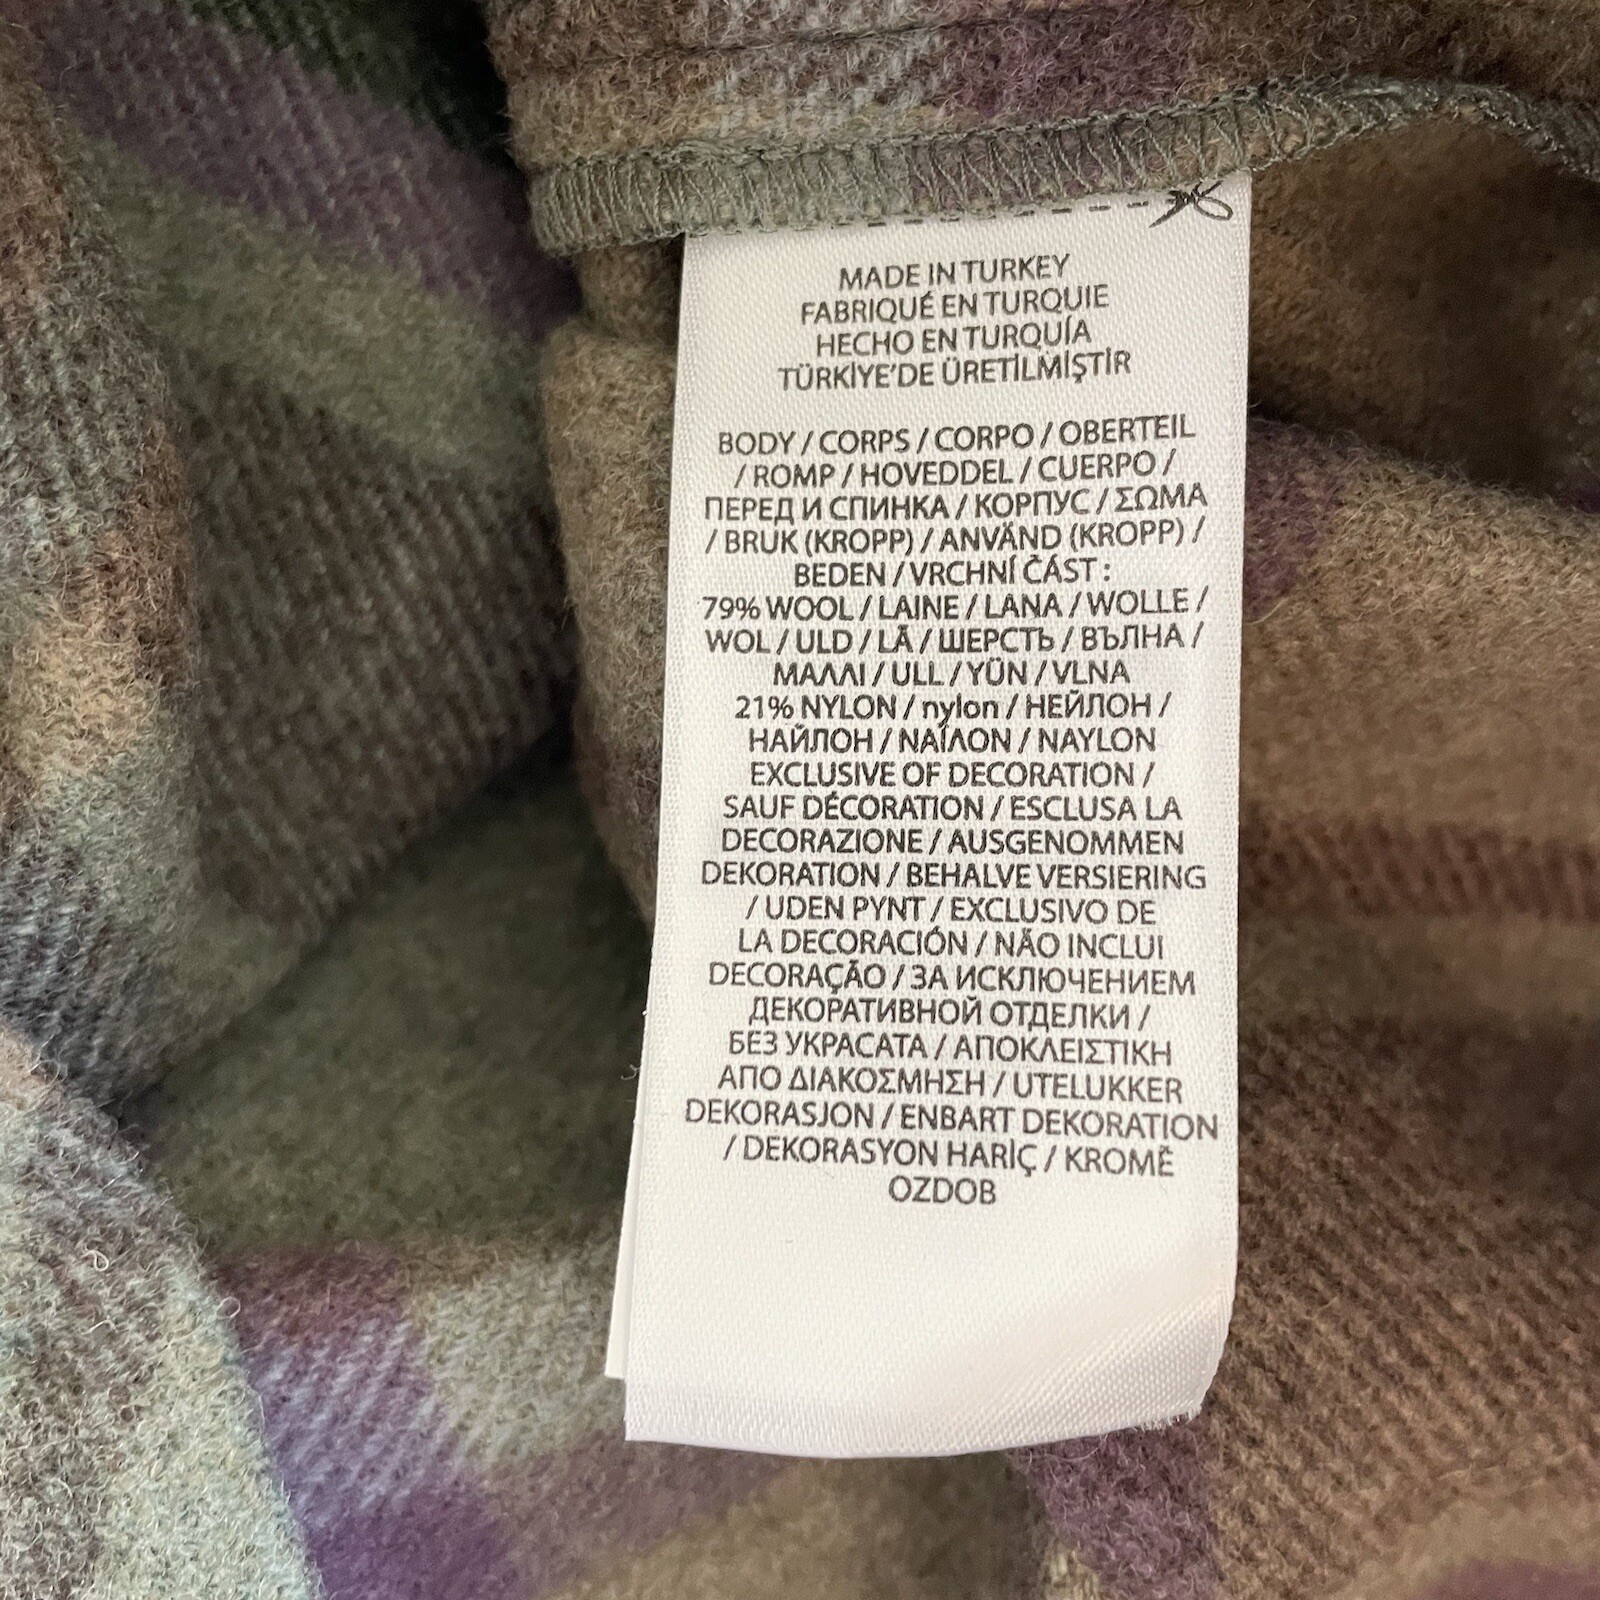 MADE IN TURKEY
FABRIQUÉ EN TURQUIE
HECHO EN TURQUÍA
TÜRKİYE'DE ÜRETİLMİŞTİR
BODY / CORPS / CORPO / OBERTEIL
/ ROMP / HOVEDDEL / CUERPO /
ПЕРЕД И СПИНКА / КОРПУС / ΣΩΜΑ
/ BRUK (KROPP) / ANVÄND (KROPP) /
BEDEN / VRCHNÍ ČÁST :
79% WOOL / LAINE / LANA / WOLLE /
WOL / ULD / LÃ / ШЕРСТЬ / ВЪЛНА /
ΜΑΛΛΙ / ULL / YÜN / VLNA
21% NYLON / nylon / НЕЙЛОН /
НАЙЛОН / ΝΑΪΛΟΝ / NAYLON
EXCLUSIVE OF DECORATION /
SAUF DÉCORATION / ESCLUSA LA
DECORAZIONE / AUSGENOMMEN
DEKORATION / BEHALVE VERSIERING
/ UDEN PYNT / EXCLUSIVO DE
LA DECORACIÓN / NÃO INCLUI
DECORAÇÃO / ЗА ИСКЛЮЧЕНИЕМ
ДЕКОРАТИВНОЙ ОТДЕЛКИ /
БЕЗ УКРАСАТА / ΑΠΟΚΛΕΙΣΤΙΚΗ
ΑΠΟ ΔΙΑΚΟΣΜΗΣΗ / UTELUKKER
DEKORASJON / ENBART DEKORATION
/ DEKORASYON HARİÇ / KROMĚ
OZDOB